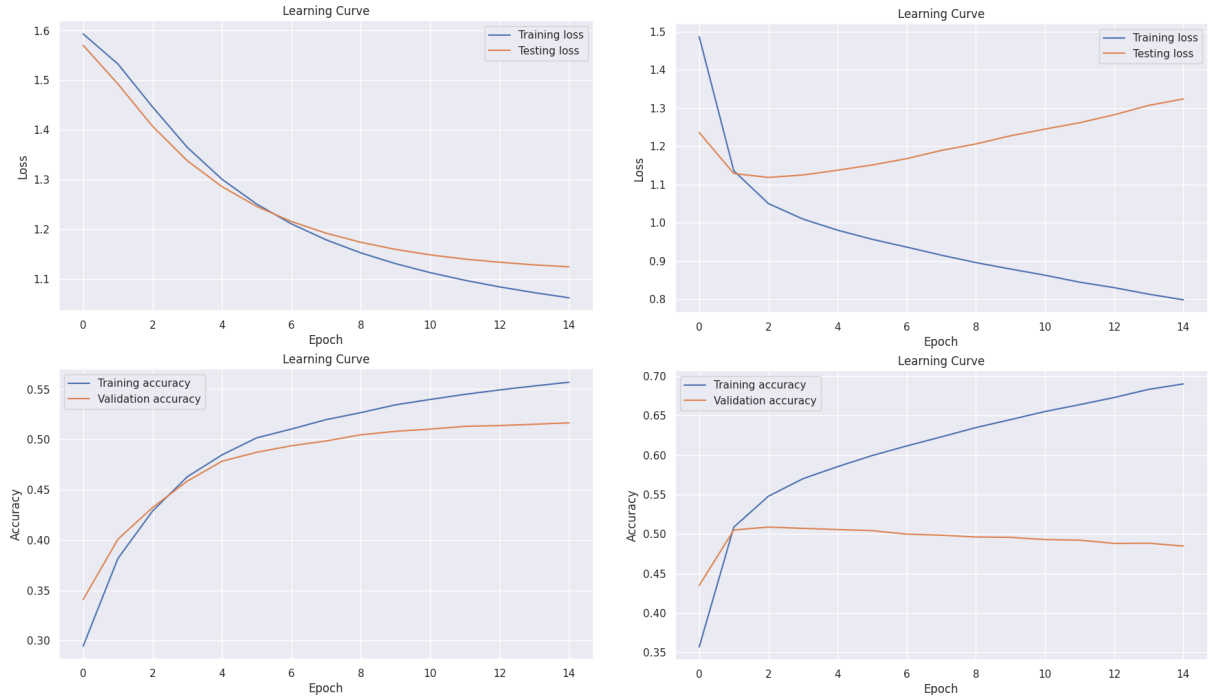 Learning Curve
1.6
1.5
1.4
1.3
1.2
1.1
Loss
Training loss
Testing loss
0 2 4 6 8 10 12 14
Epoch
Learning Curve
1.5
1.4
1.3
1.2
1.1
1.0
0.9
0.8
Loss
Training loss
Testing loss
0 2 4 6 8 10 12 14
Epoch
Learning Curve
0.55
0.50
0.45
0.40
0.35
0.30
Accuracy
Training accuracy
Validation accuracy
0 2 4 6 8 10 12 14
Epoch
Learning Curve
0.70
0.65
0.60
0.55
0.50
0.45
0.40
0.35
Accuracy
Training accuracy
Validation accuracy
0 2 4 6 8 10 12 14
Epoch